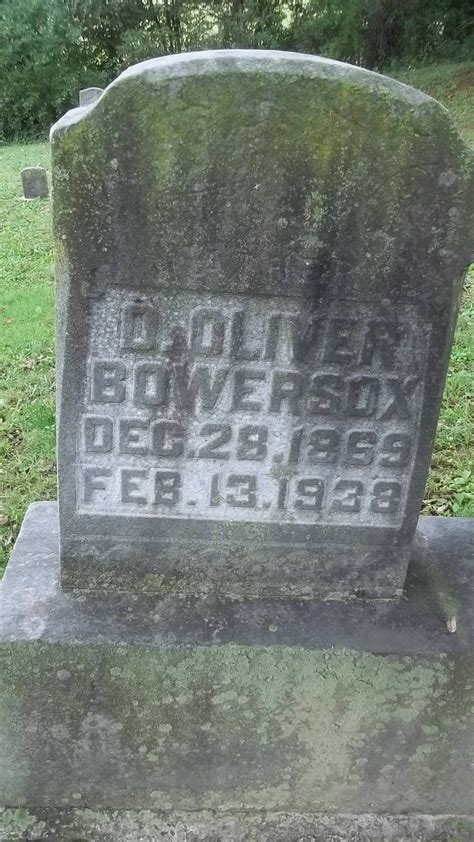 D. OLIVER
BOWERSOX
DEC. 28. 1869
FEB. 13. 1938